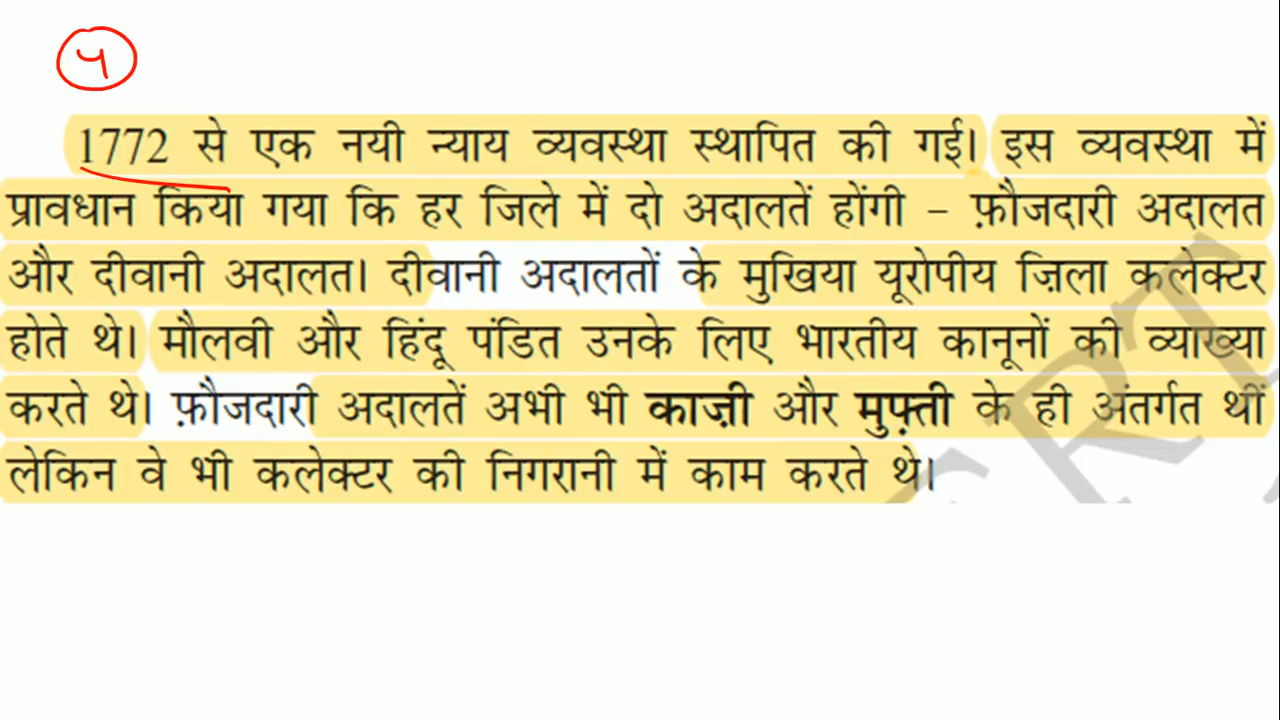 ५
1772 से एक नयी न्याय व्यवस्था स्थापित की गई। इस व्यवस्था में
प्रावधान किया गया कि हर जिले में दो अदालतें होंगी – फ़ौजदारी अदालत
और दीवानी अदालत। दीवानी अदालतों के मुखिया यूरोपीय ज़िला कलेक्टर
होते थे। मौलवी और हिंदू पंडित उनके लिए भारतीय कानूनों की व्याख्या
करते थे। फ़ौजदारी अदालतें अभी भी काज़ी और मुफ़्ती के ही अंतर्गत थीं
लेकिन वे भी कलेक्टर की निगरानी में काम करते थे।